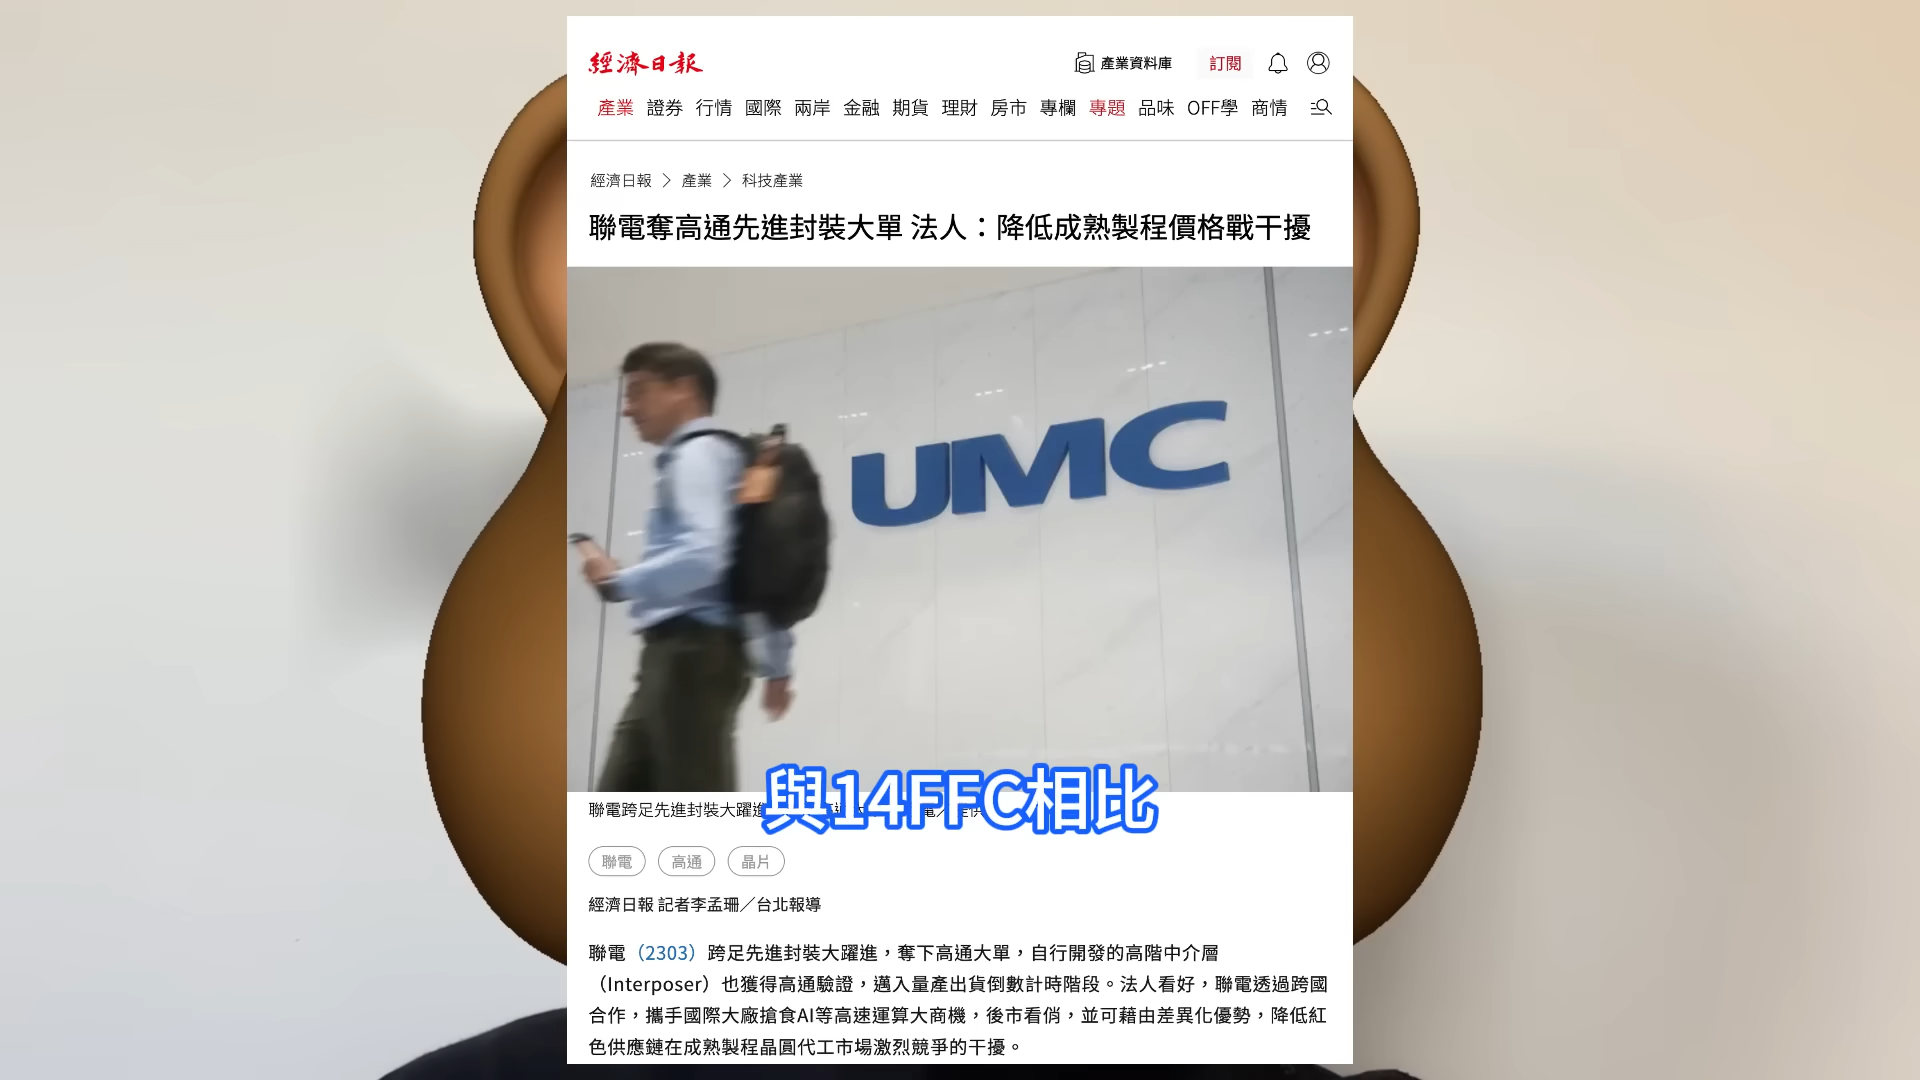 經濟日報
產業資料庫
訂閱
產業 證券 行情 國際 兩岸 金融 期貨 理財 房市 專欄 專題 品味 OFF學 商情
經濟日報 > 產業 > 科技產業
聯電奪高通先進封裝大單 法人：降低成熟製程價格戰干擾
UMC
與14FFC相比
聯電跨足先進封裝大躍進
聯電 高通 晶片
經濟日報 記者李孟珊／台北報導
聯電（2303）跨足先進封裝大躍進，奪下高通大單，自行開發的高階中介層
（Interposer）也獲得高通驗證，邁入量產出貨倒數計時階段。法人看好，聯電透過跨國
合作，攜手國際大廠搶食AI等高速運算大商機，後市看俏，並可藉由差異化優勢，降低紅
色供應鏈在成熟製程晶圓代工市場激烈競爭的干擾。